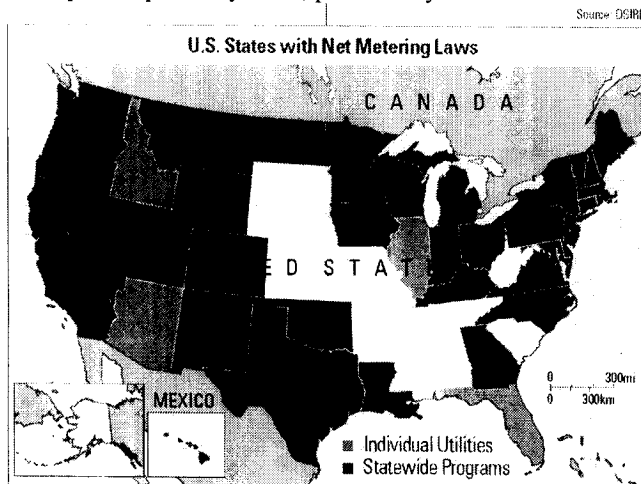 Source: DSIRE
U.S. States with Net Metering Laws
CANADA
ED STAT
MEXICO
0 300mi
0 300km
Individual Utilities
Statewide Programs